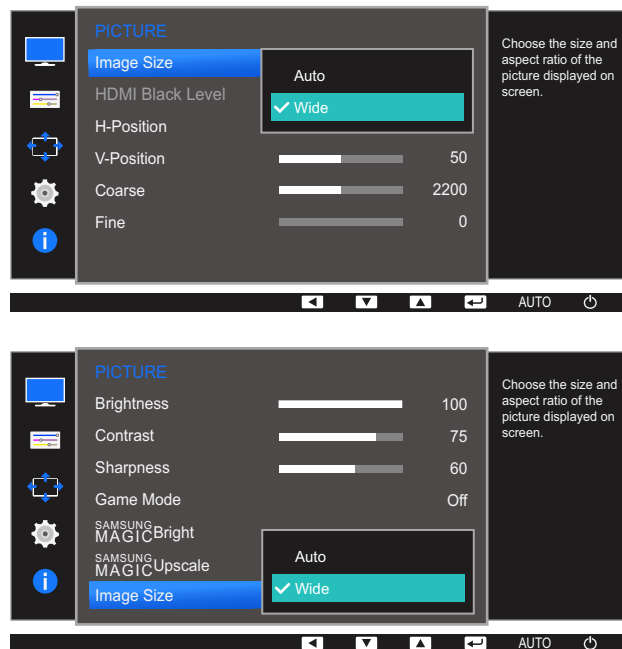 PICTURE
Image Size
Auto
HDMI Black Level
Wide
H-Position
V-Position 50
Coarse 2200
Fine 0
Choose the size and
aspect ratio of the
picture displayed on
screen.
AUTO
PICTURE
Brightness 100
Contrast 75
Sharpness 60
Game Mode Off
SAMSUNG
MAGICBright
SAMSUNG
MAGICUpscale
Auto
Image Size
Wide
Choose the size and
aspect ratio of the
picture displayed on
screen.
AUTO